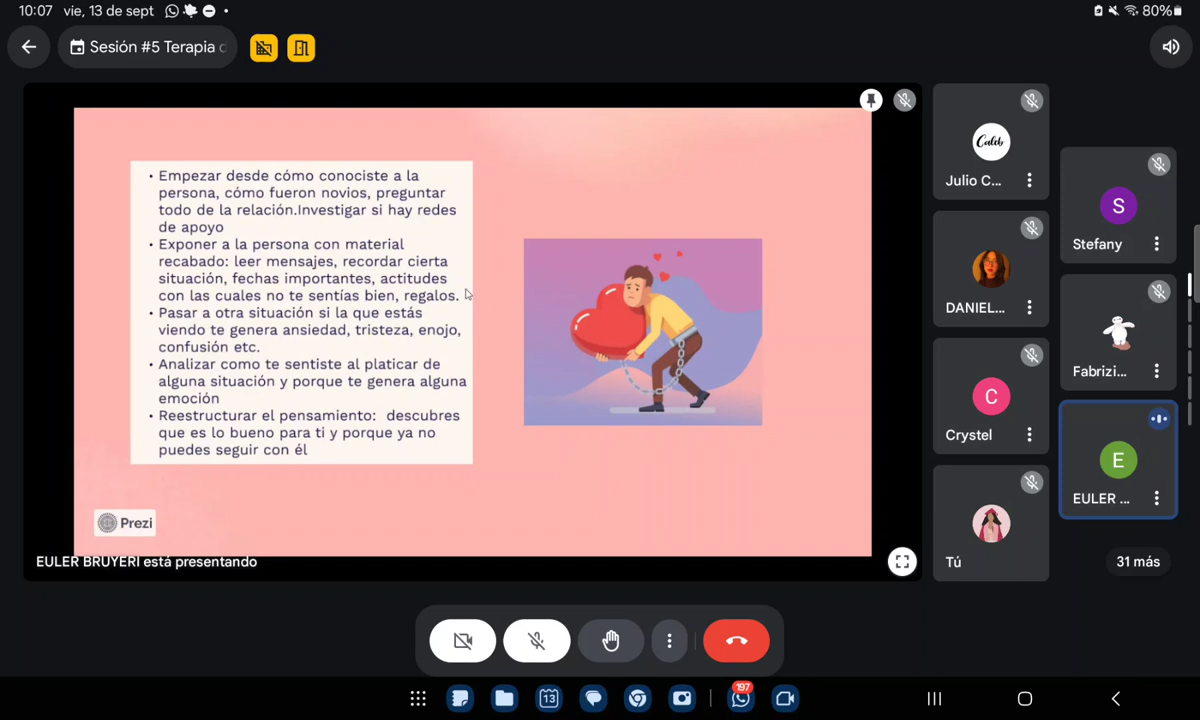 10:07 vie, 13 de sept
80%
Sesión #5 Terapia c
• Empezar desde cómo conociste a la
persona, cómo fueron novios, preguntar
todo de la relación.Investigar si hay redes
de apoyo
• Exponer a la persona con material
recabado: leer mensajes, recordar cierta
situación, fechas importantes, actitudes
con las cuales no te sentías bien, regalos.
• Pasar a otra situación si la que estás
viendo te genera ansiedad, tristeza, enojo,
confusión etc.
• Analizar como te sentiste al platicar de
alguna situación y porque te genera alguna
emoción
• Reestructurar el pensamiento: descubres
que es lo bueno para ti y porque ya no
puedes seguir con él
Prezi
EULER BRUYERI está presentando
Caleb
Julio C...
DANIEL...
C
Crystel
Tú
S
Stefany
Fabrizi...
E
EULER ...
31 más
13
197